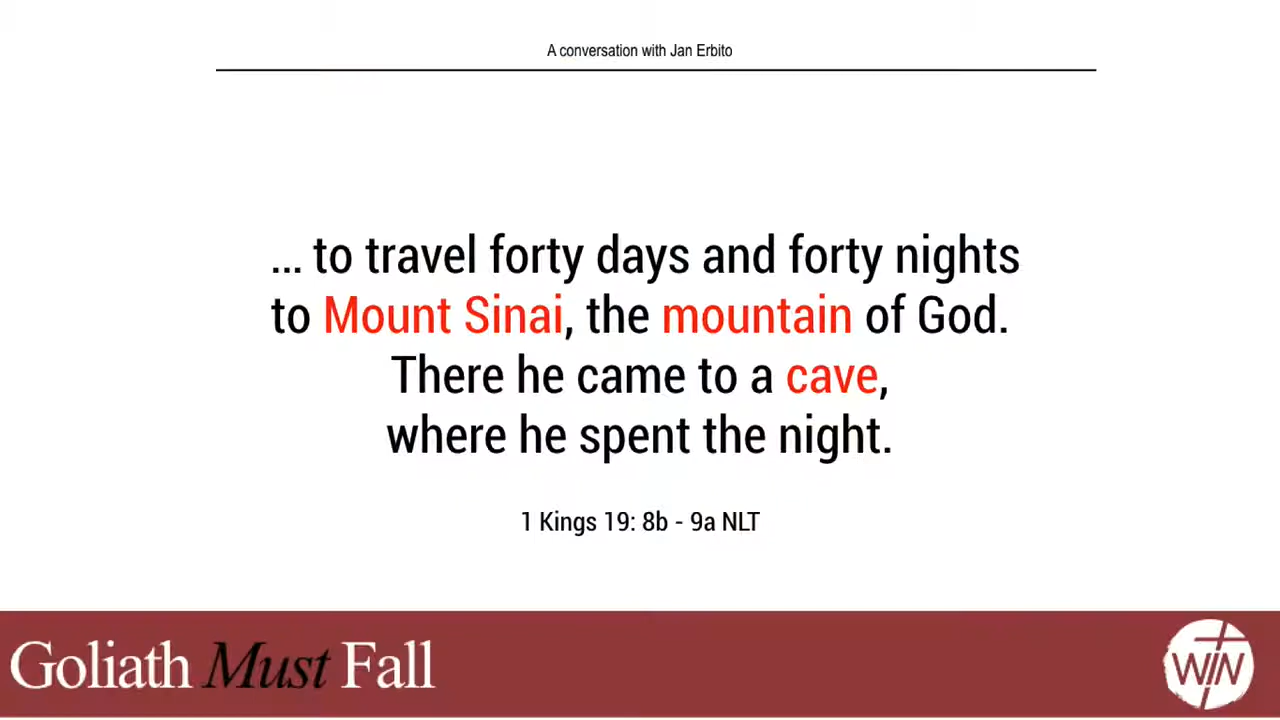 A conversation with Jan Erbito
... to travel forty days and forty nights
to Mount Sinai, the mountain of God.
There he came to a cave,
where he spent the night.
1 Kings 19: 8b - 9a NLT
Goliath Must Fall
WIN